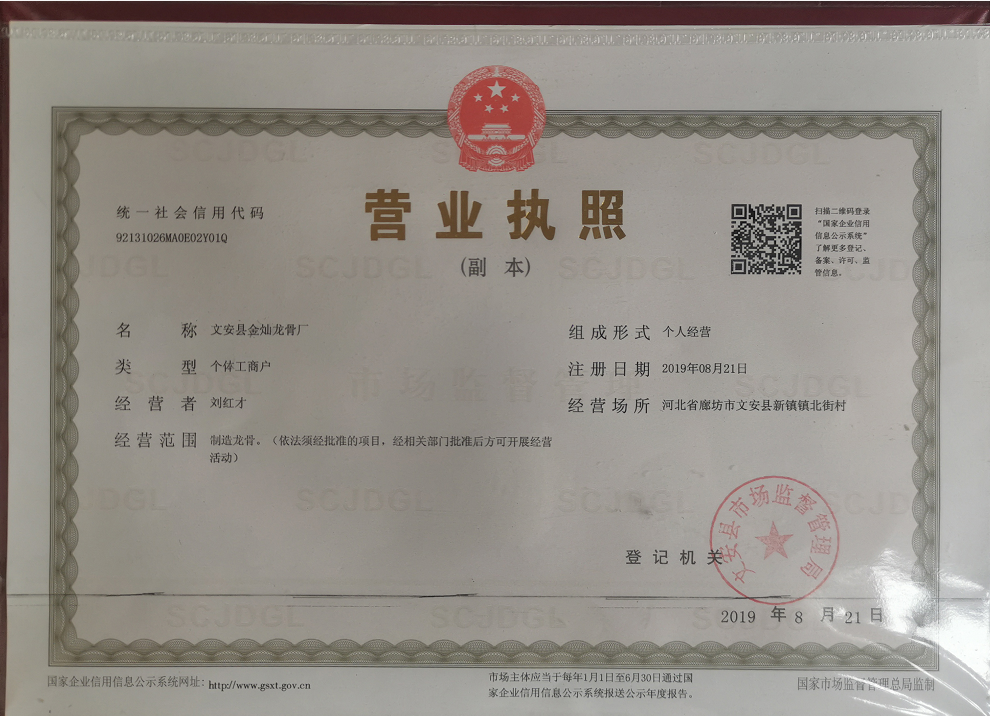 营业执照
(副 本)
统一社会信用代码
92131026MA0E02Y01Q
扫描二维码登录
“国家企业信用
信息公示系统”
了解更多登记、
备案、许可、监
管信息。
名 称 文安县金灿龙骨厂
类 型 个体工商户
经 营 者 刘红才
经营范围 制造龙骨。（依法须经批准的项目，经相关部门批准后方可开展经营
活动）
组成形式 个人经营
注册日期 2019年08月21日
经营场所 河北省廊坊市文安县新镇镇北街村
市场监督管理
SCJDGL
登记机关
文安县市场监督管理局
2019 年 8 月 21 日
国家企业信用信息公示系统网址：http://www.gsxt.gov.cn
市场主体应当于每年1月1日至6月30日通过国
家企业信用信息公示系统报送公示年度报告。
国家市场监督管理总局监制